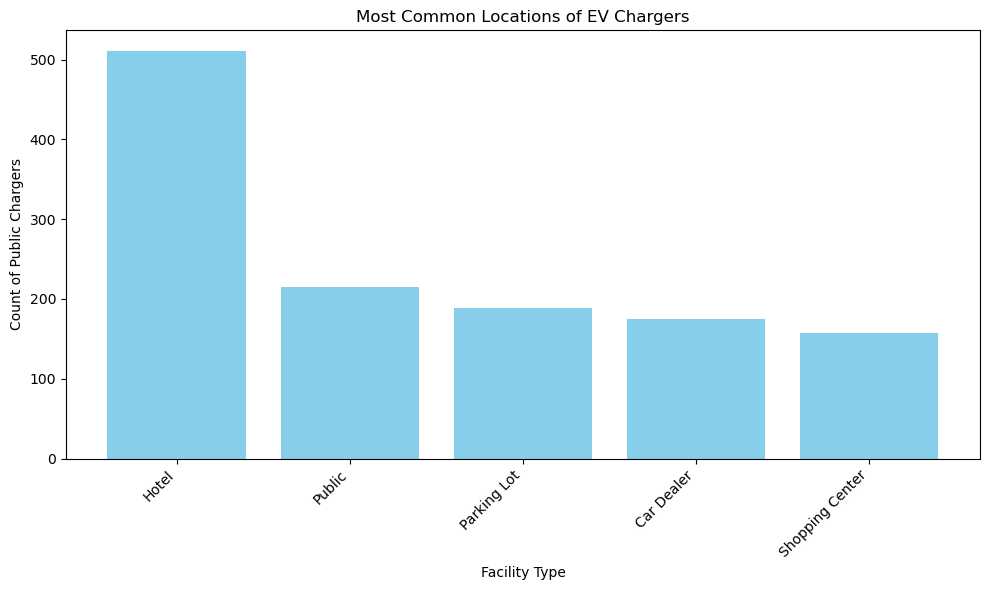 Most Common Locations of EV Chargers
Count of Public Chargers
500
400
300
200
100
0
Hotel
Public
Parking Lot
Car Dealer
Shopping Center
Facility Type